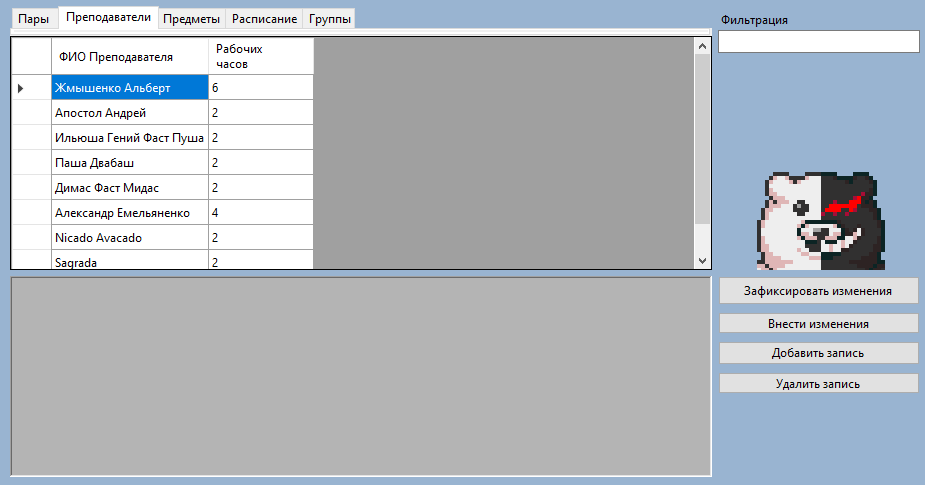 Пары Преподаватели Предметы Расписание Группы
Фильтрация
ФИО Преподавателя Рабочих часов
Жмышенко Альберт 6
Апостол Андрей 2
Ильюша Гений Фаст Пуша 2
Паша Двабаш 2
Димас Фаст Мидас 2
Александр Емельяненко 4
Nicado Avacado 2
Sagrada 2
Зафиксировать изменения
Внести изменения
Добавить запись
Удалить запись